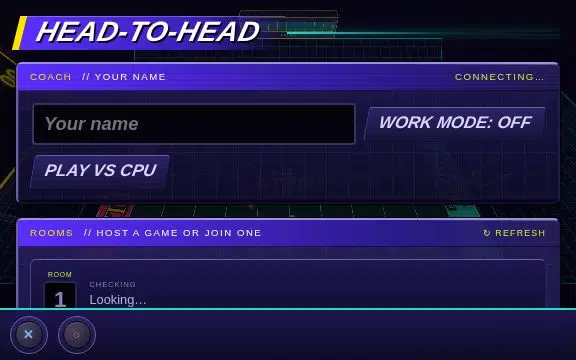 HEAD-TO-HEAD
COACH // YOUR NAME
CONNECTING...
Your name
WORK MODE: OFF
PLAY VS CPU
ROOMS // HOST A GAME OR JOIN ONE
↻ REFRESH
ROOM
1
CHECKING
Looking...
✕